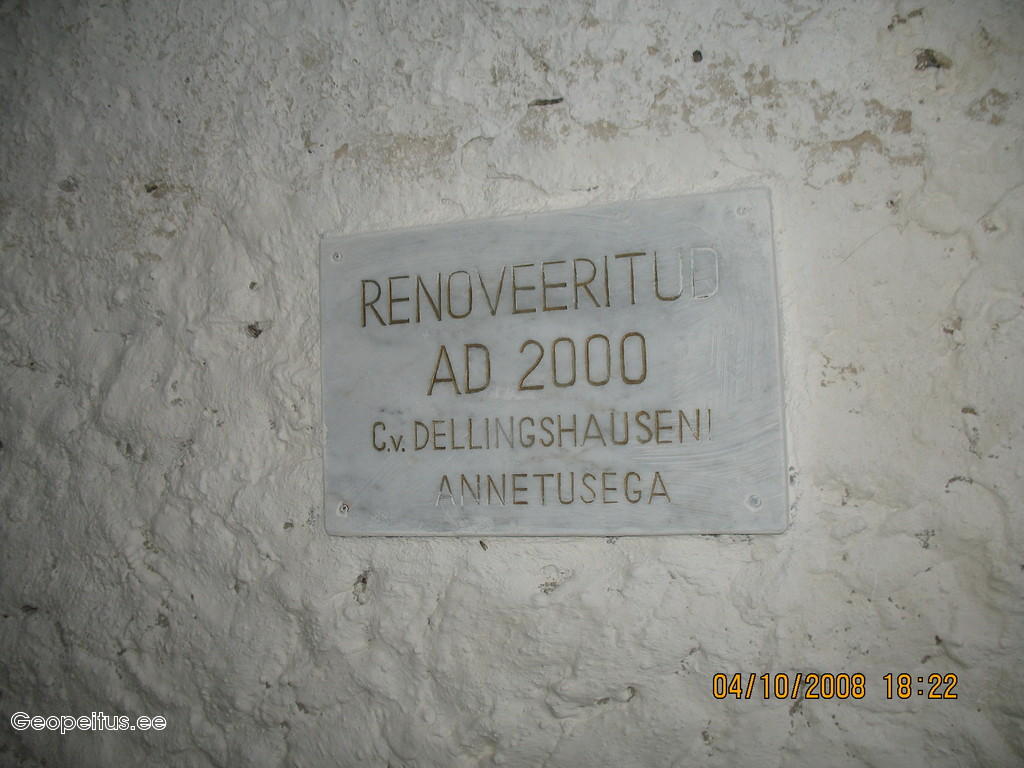 RENOVEERITUD
AD 2000
C.v. DELLINGSHAUSENI
ANNETUSEGA
04/10/2008 18:22
Geopeitus.ee